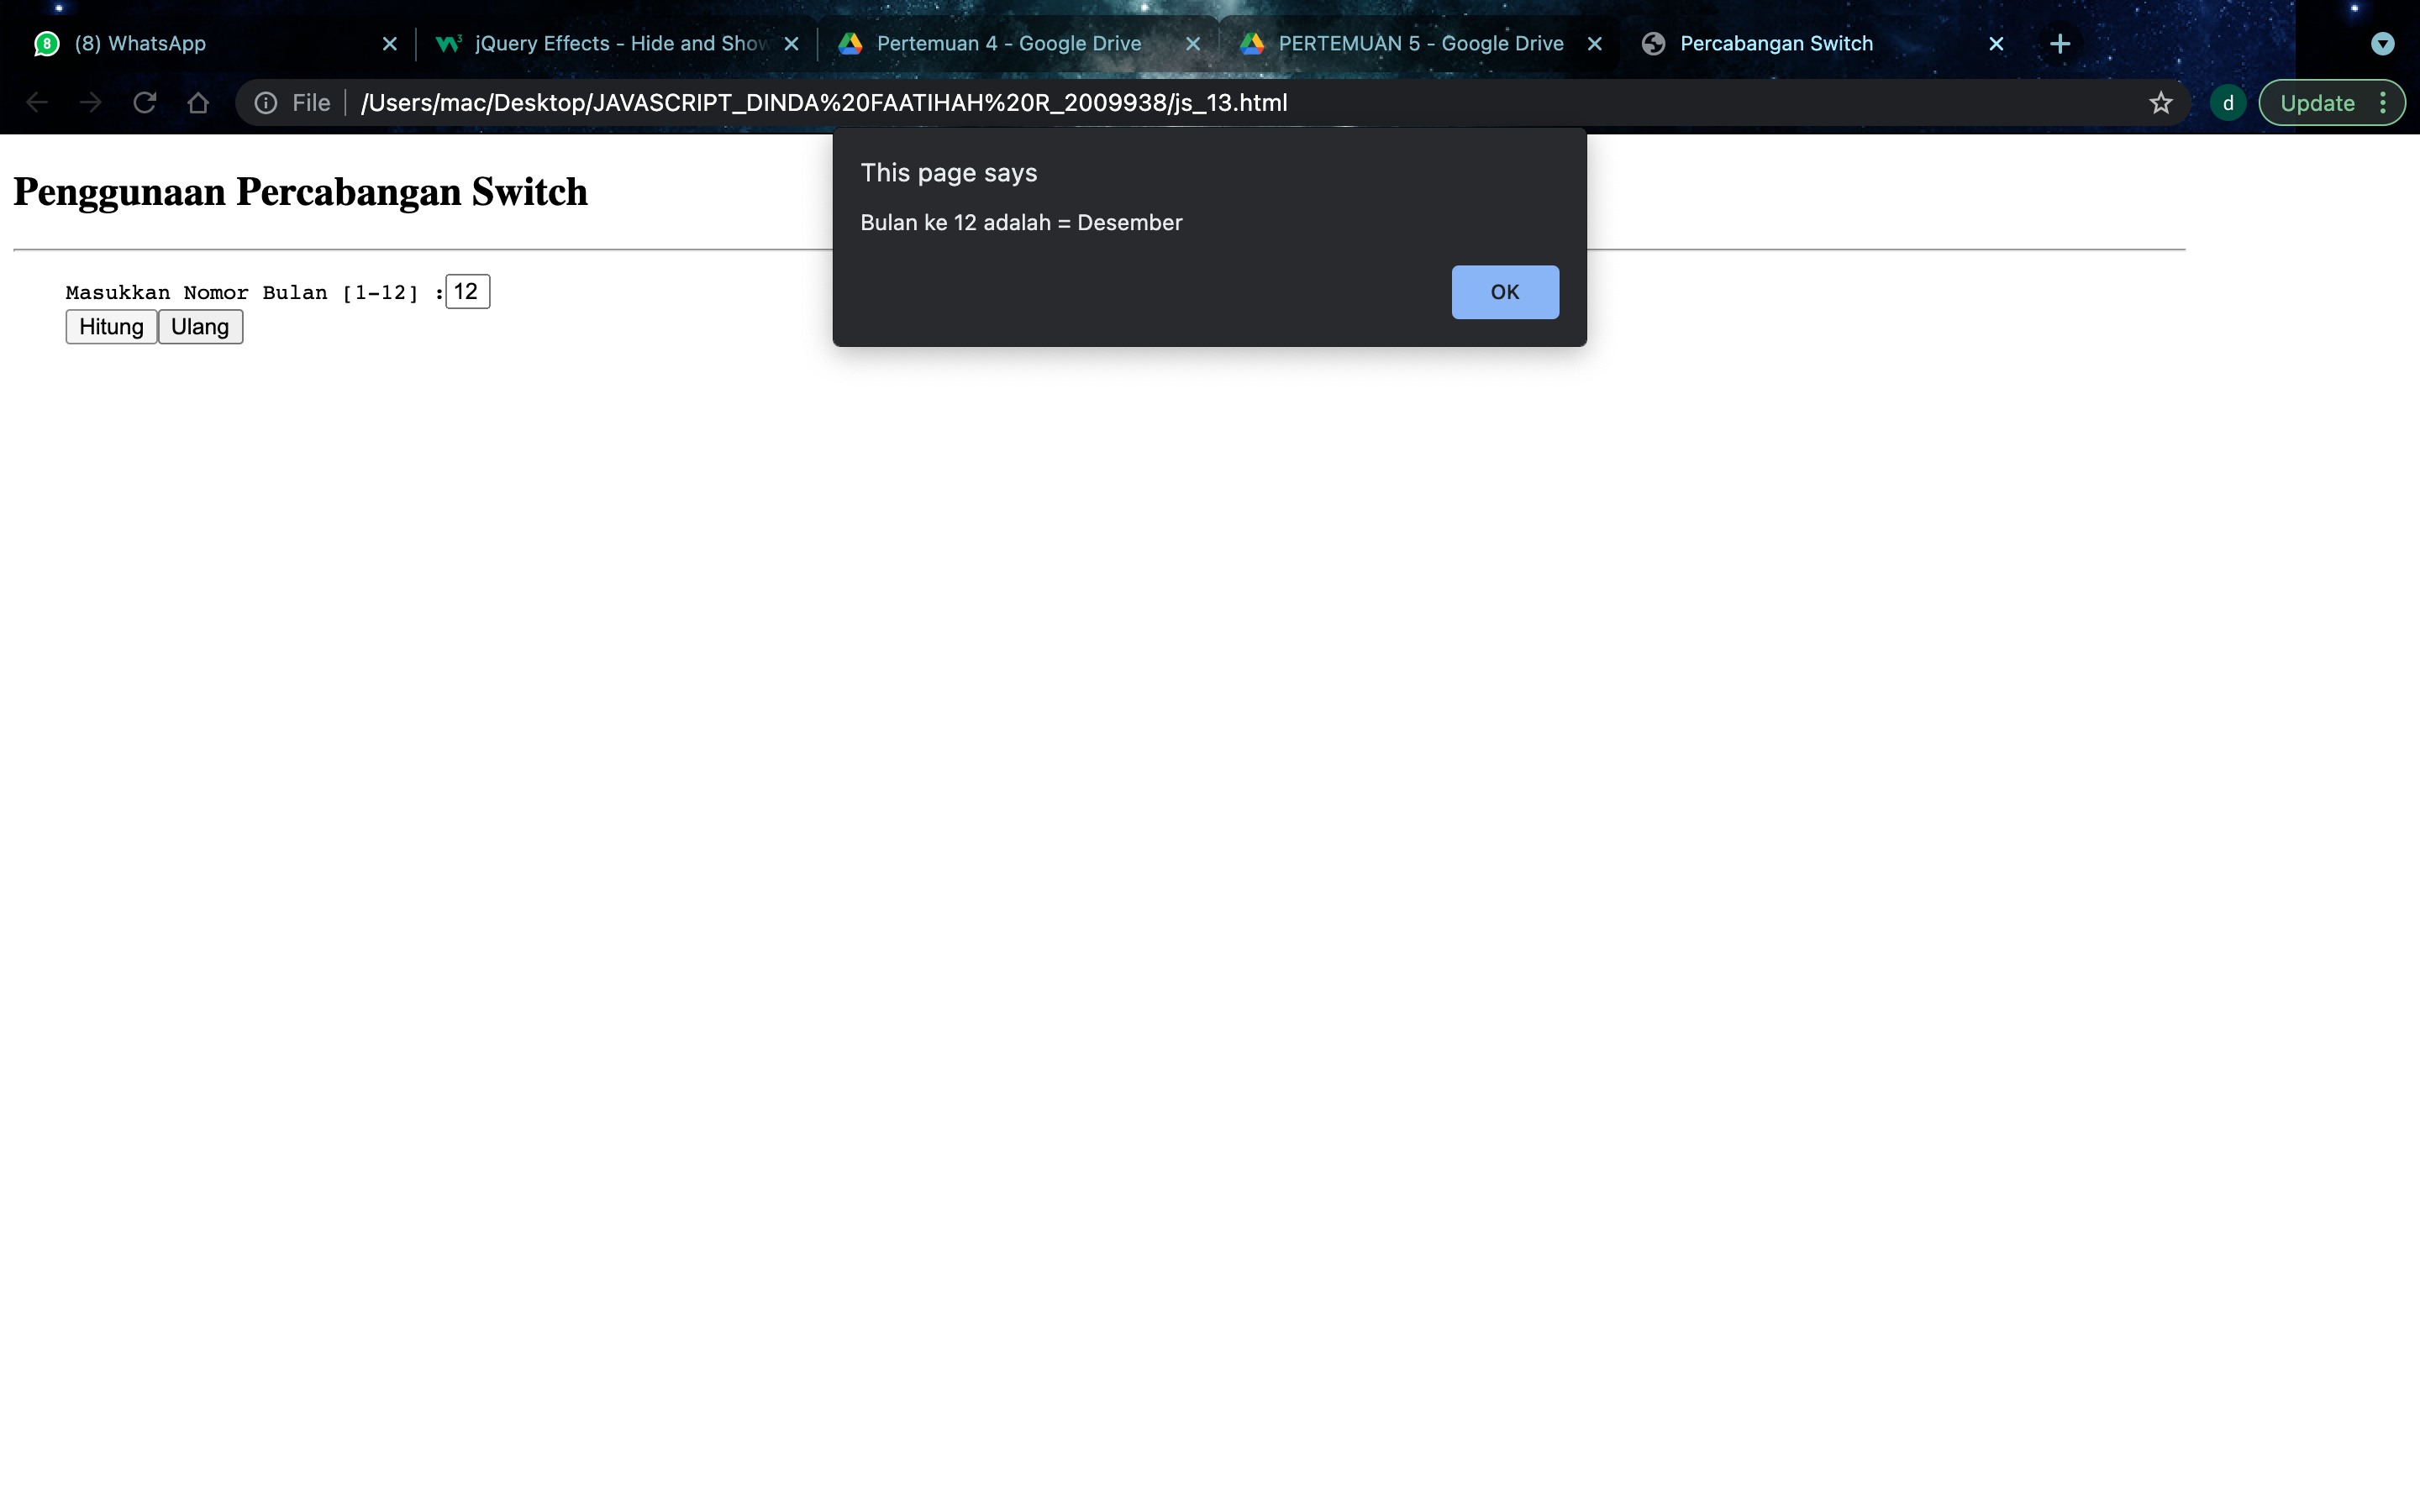 8 (8) WhatsApp
jQuery Effects - Hide and Show
Pertemuan 4 - Google Drive
PERTEMUAN 5 - Google Drive
Percabangan Switch
File /Users/mac/Desktop/JAVASCRIPT_DINDA%20FAATIHAH%20R_2009938/js_13.html
d
Update
This page says
Bulan ke 12 adalah = Desember
OK
Penggunaan Percabangan Switch
Masukkan Nomor Bulan [1-12] :12
Hitung Ulang